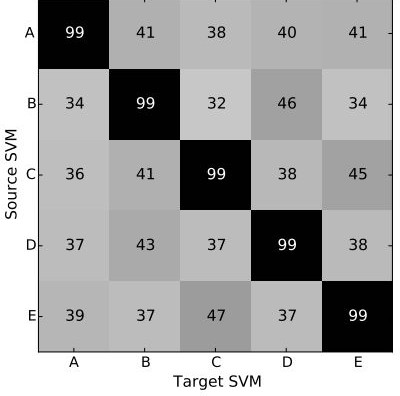 A 99 41 38 40 41
B 34 99 32 46 34
C 36 41 99 38 45
D 37 43 37 99 38
E 39 37 47 37 99
A B C D E
Source SVM
Target SVM